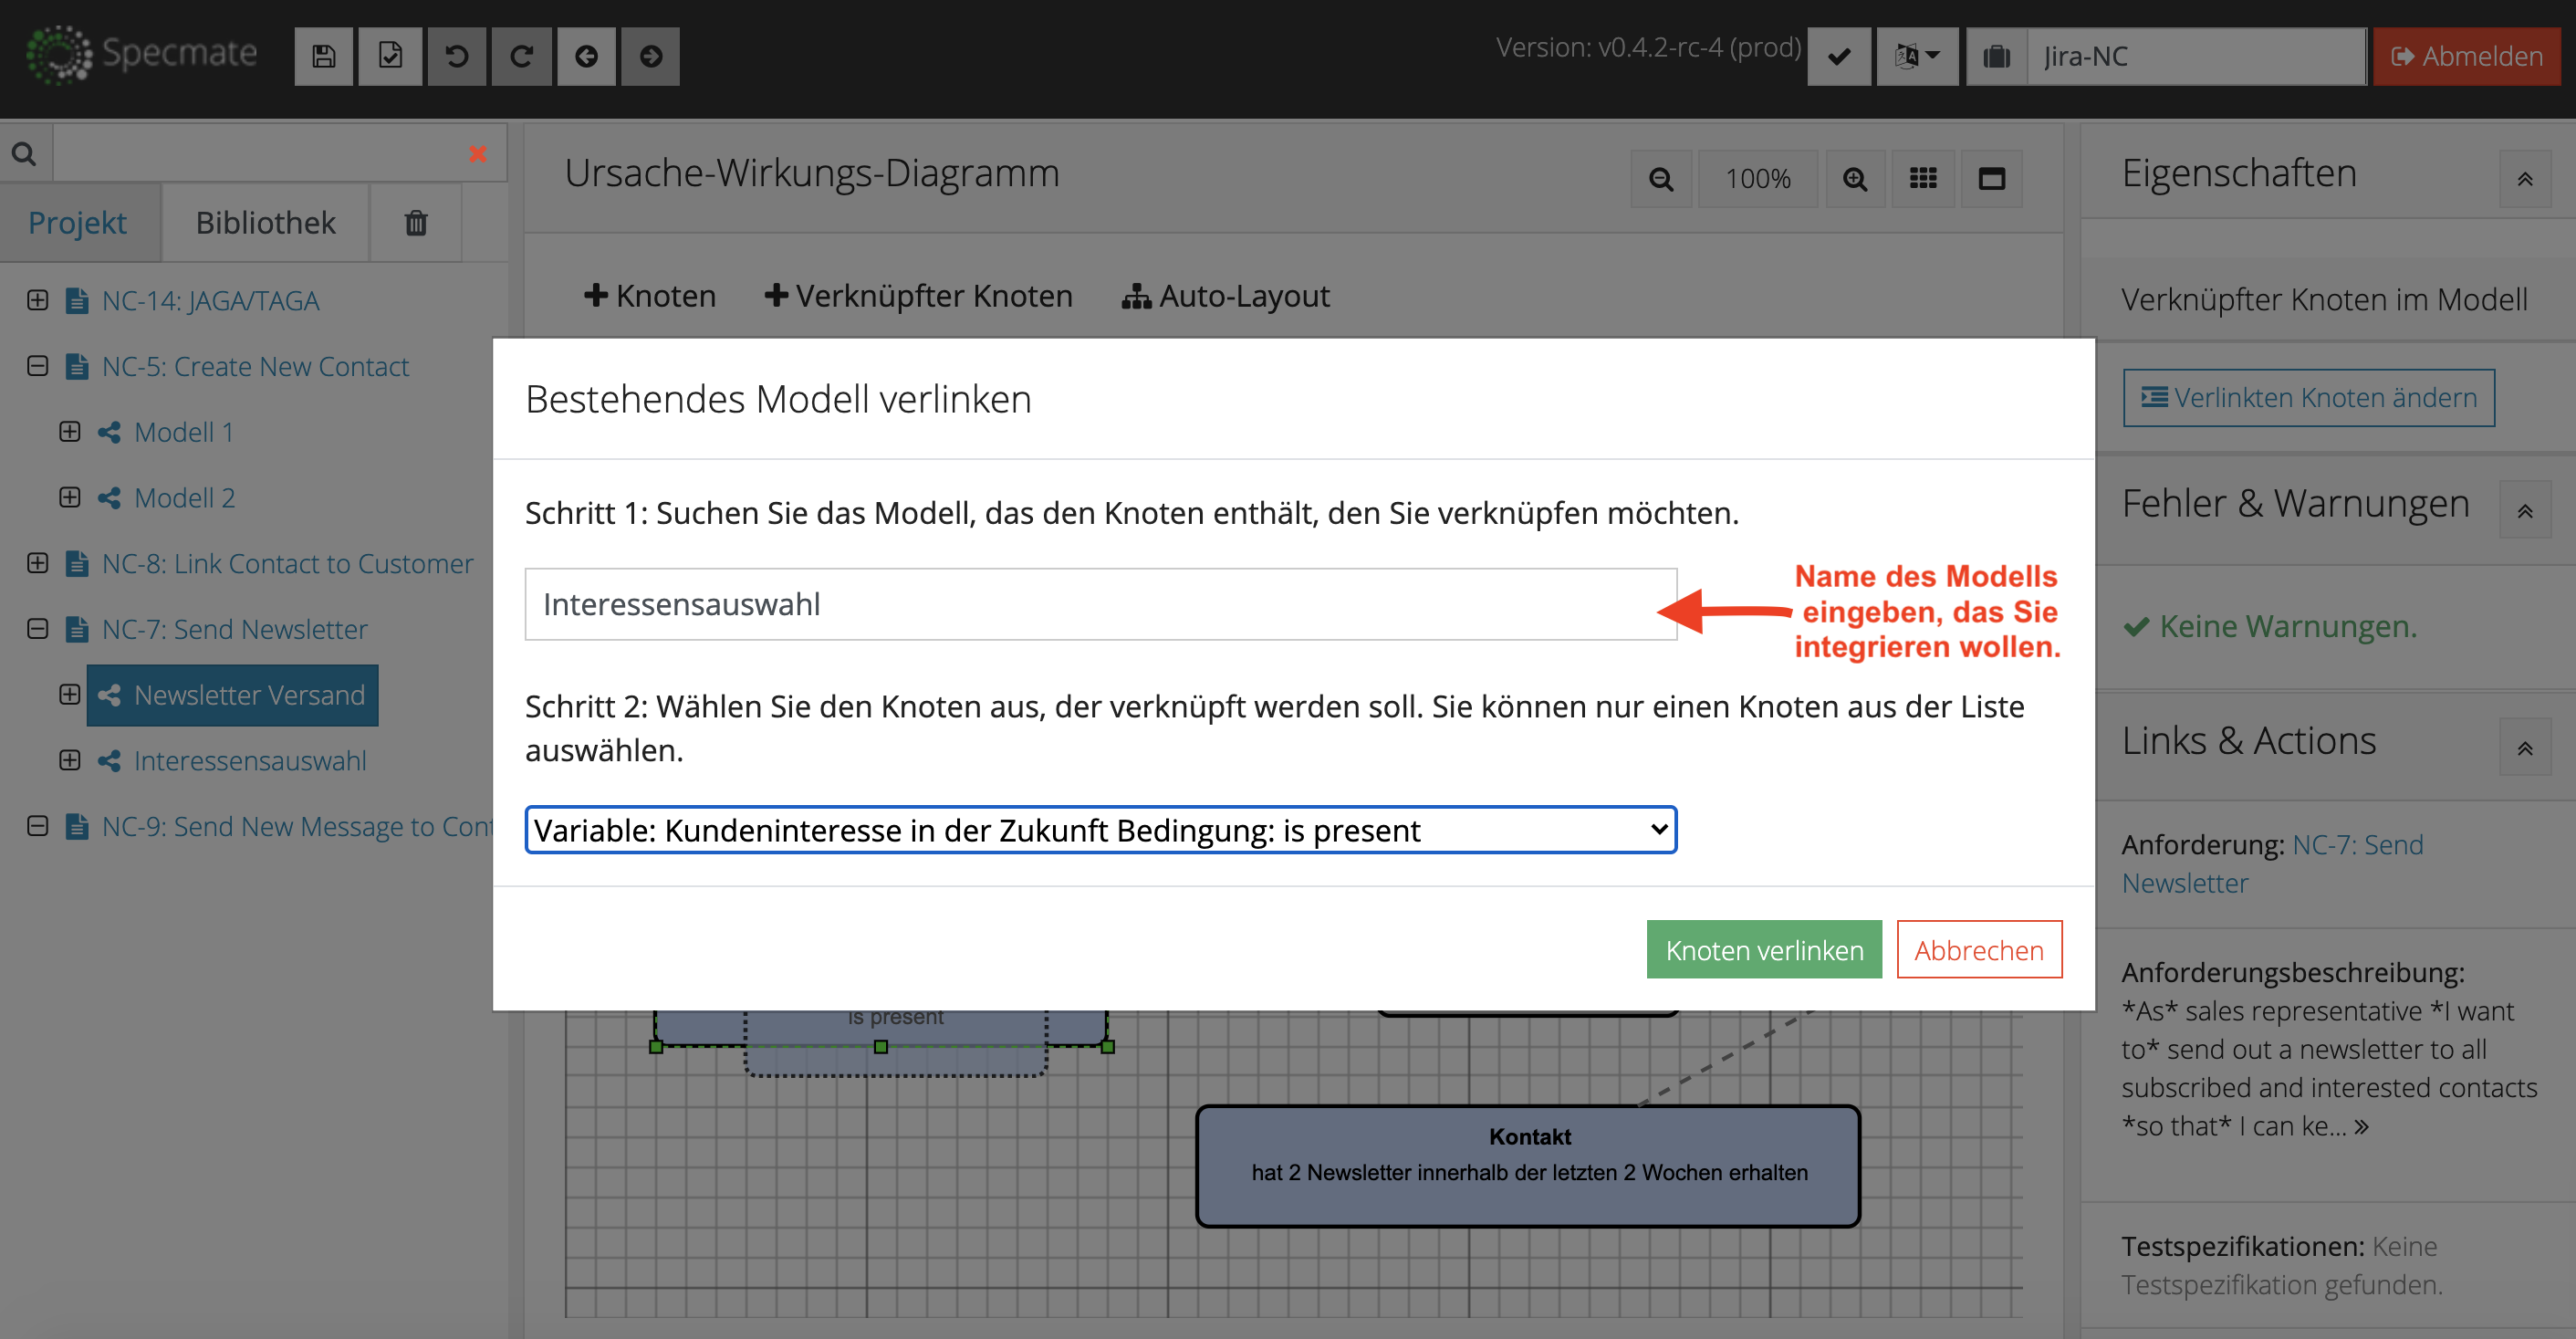 Specmate
Version: v0.4.2-rc-4 (prod)
Jira-NC
Abmelden
Projekt
Bibliothek
NC-14: JAGA/TAGA
NC-5: Create New Contact
Modell 1
Modell 2
NC-8: Link Contact to Customer
NC-7: Send Newsletter
Newsletter Versand
Interessensauswahl
NC-9: Send New Message to Cont
Ursache-Wirkungs-Diagramm
100%
Knoten
Verknüpfter Knoten
Auto-Layout
Bestehendes Modell verlinken
Schritt 1: Suchen Sie das Modell, das den Knoten enthält, den Sie verknüpfen möchten.
Interessensauswahl
Name des Modells
eingeben, das Sie
integrieren wollen.
Schritt 2: Wählen Sie den Knoten aus, der verknüpft werden soll. Sie können nur einen Knoten aus der Liste
auswählen.
Variable: Kundeninteresse in der Zukunft Bedingung: is present
Knoten verlinken
Abbrechen
is present
Kontakt
hat 2 Newsletter innerhalb der letzten 2 Wochen erhalten
Eigenschaften
Verknüpfter Knoten im Modell
Verlinkten Knoten ändern
Fehler & Warnungen
Keine Warnungen.
Links & Actions
Anforderung: NC-7: Send
Newsletter
Anforderungsbeschreibung:
*As* sales representative *I want
to* send out a newsletter to all
subscribed and interested contacts
*so that* I can ke... »
Testspezifikationen: Keine
Testspezifikation gefunden.